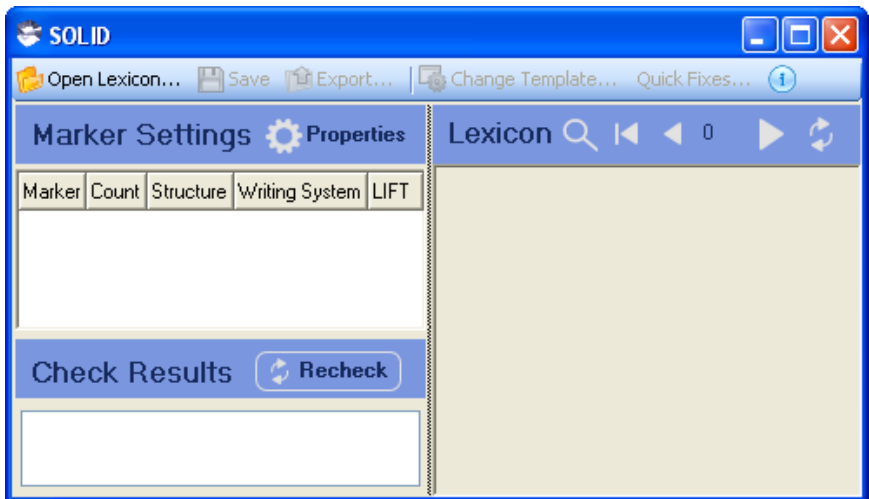 SOLID
Open Lexicon... Save Export... Change Template... Quick Fixes...
Marker Settings Properties
Lexicon 0
Marker Count Structure Writing System LIFT
Check Results Recheck